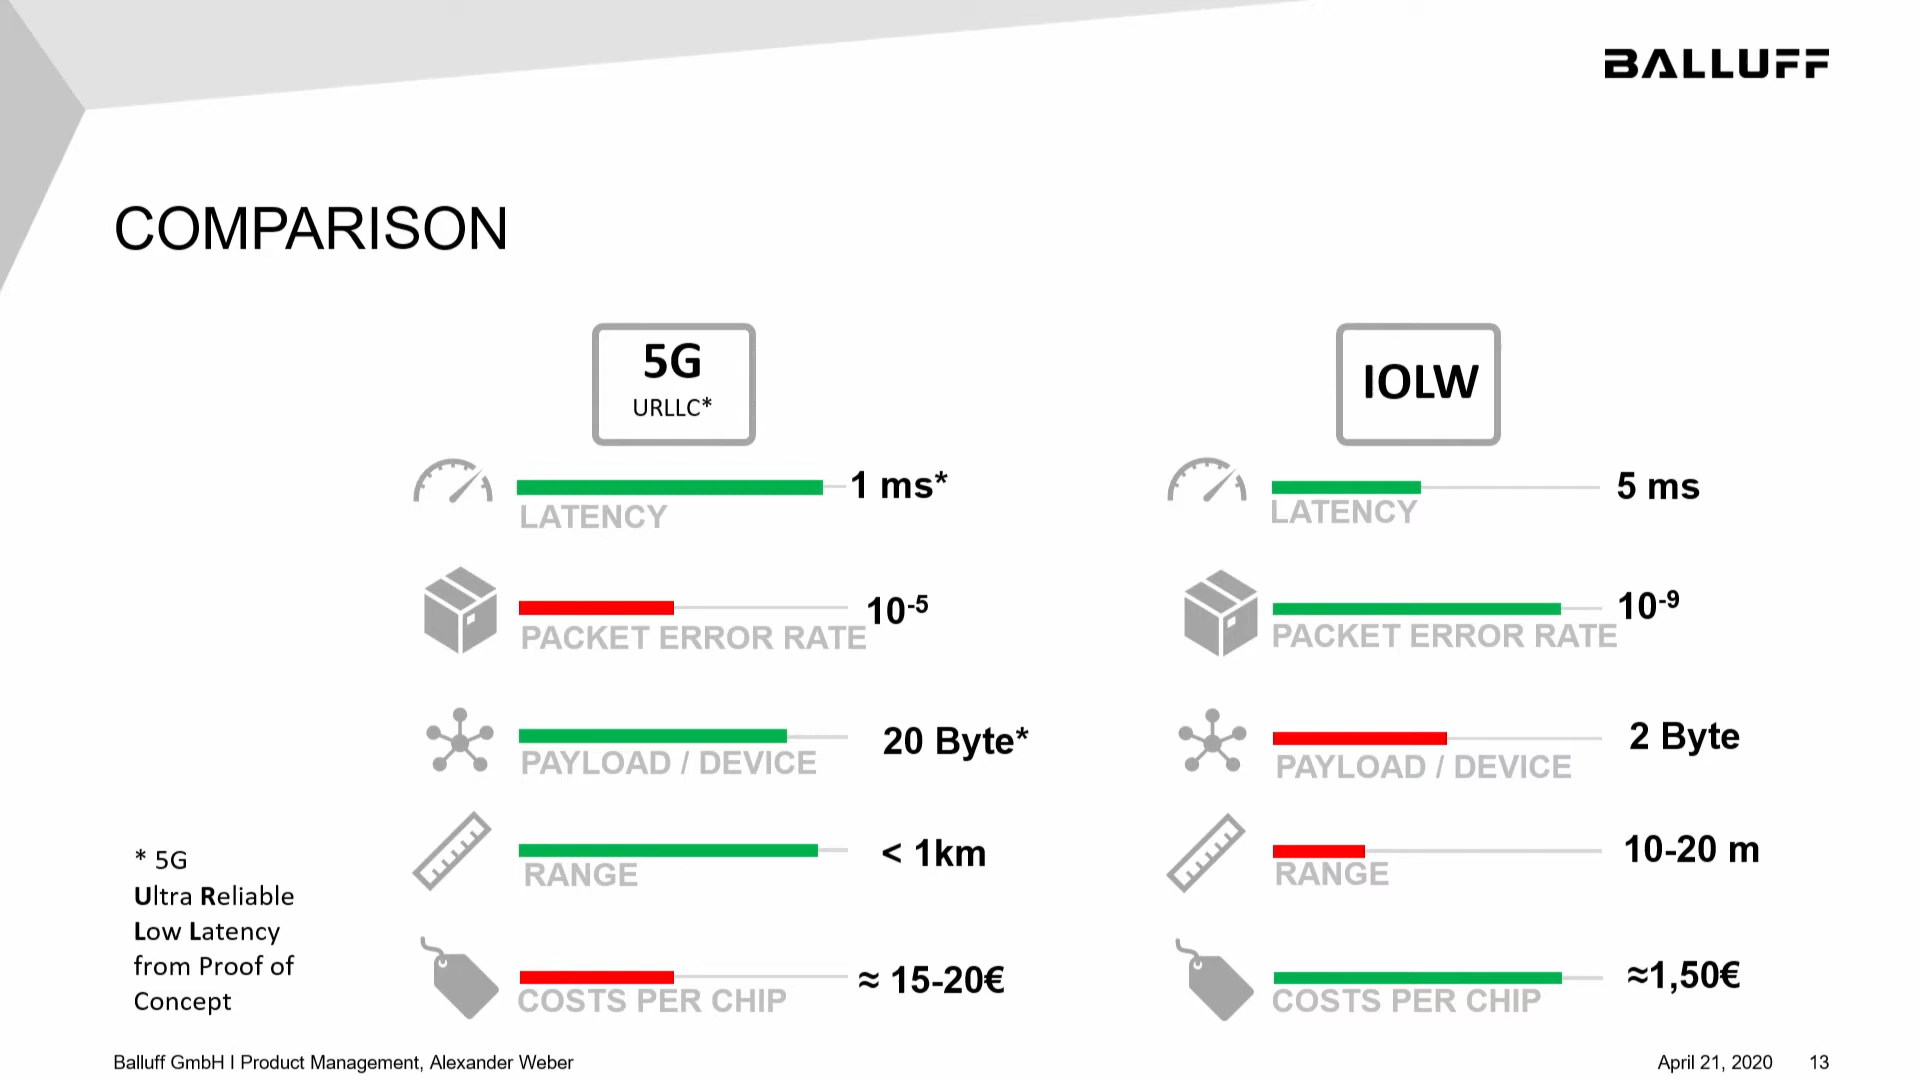 BALLUFF
COMPARISON
5G
URLLC*
LATENCY
1 ms*
PACKET ERROR RATE
10⁻⁵
PAYLOAD / DEVICE
20 Byte*
RANGE
< 1km
COSTS PER CHIP
≈ 15-20€
IOLW
LATENCY
5 ms
PACKET ERROR RATE
10⁻⁹
PAYLOAD / DEVICE
2 Byte
RANGE
10-20 m
COSTS PER CHIP
≈1,50€
* 5G
Ultra Reliable
Low Latency
from Proof of
Concept
Balluff GmbH I Product Management, Alexander Weber
April 21, 2020
13